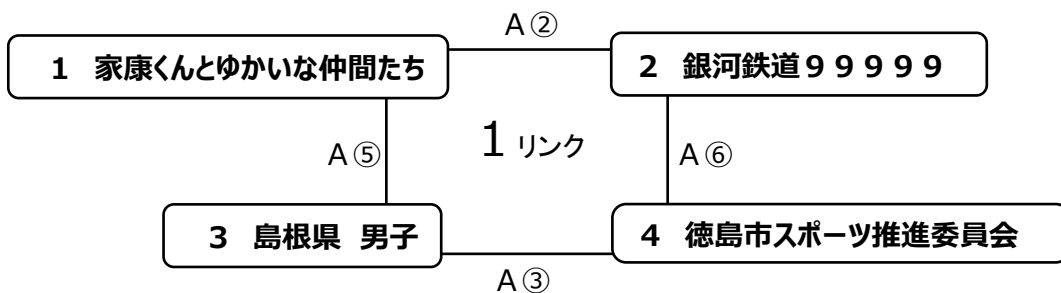 A②
1 家康くんとゆかいな仲間たち
2 銀河鉄道９９９９９
A⑤
1 リンク
A⑥
3 島根県 男子
4 徳島市スポーツ推進委員会
A③